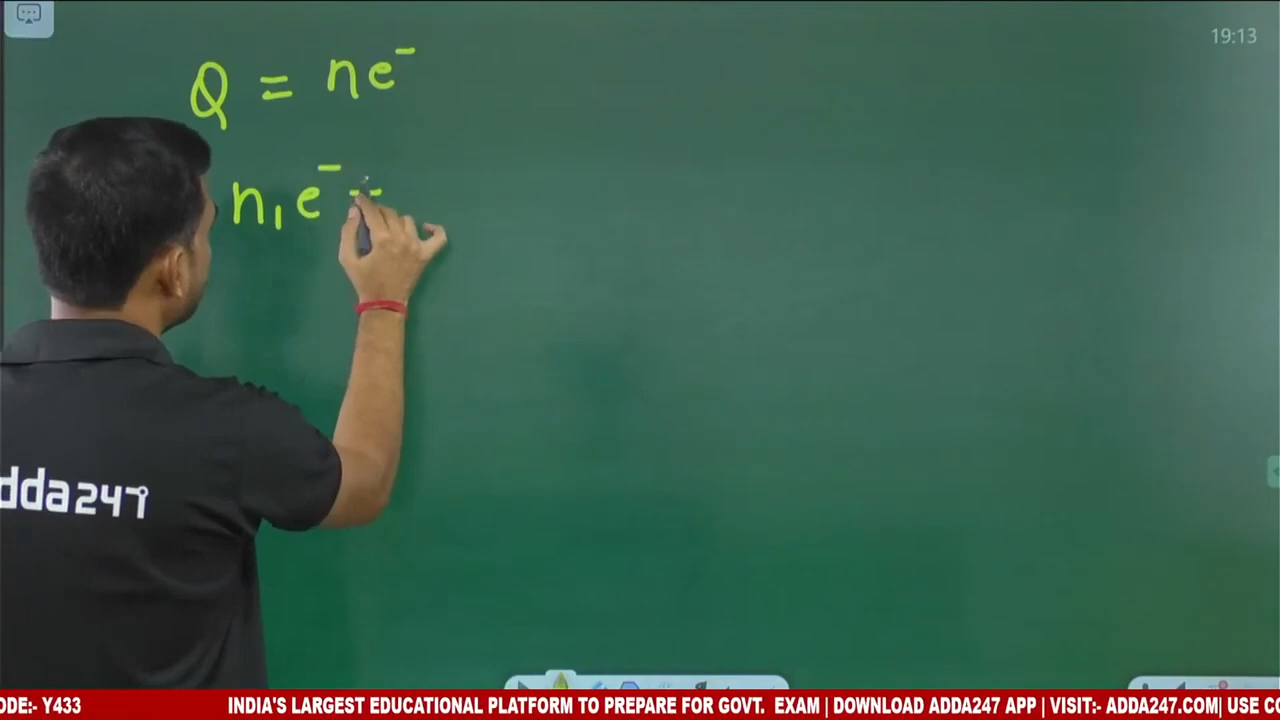 19:13
Q = ne⁻
n₁e⁻ +
dda247
ODE:- Y433 INDIA'S LARGEST EDUCATIONAL PLATFORM TO PREPARE FOR GOVT. EXAM | DOWNLOAD ADDA247 APP | VISIT:- ADDA247.COM| USE CO